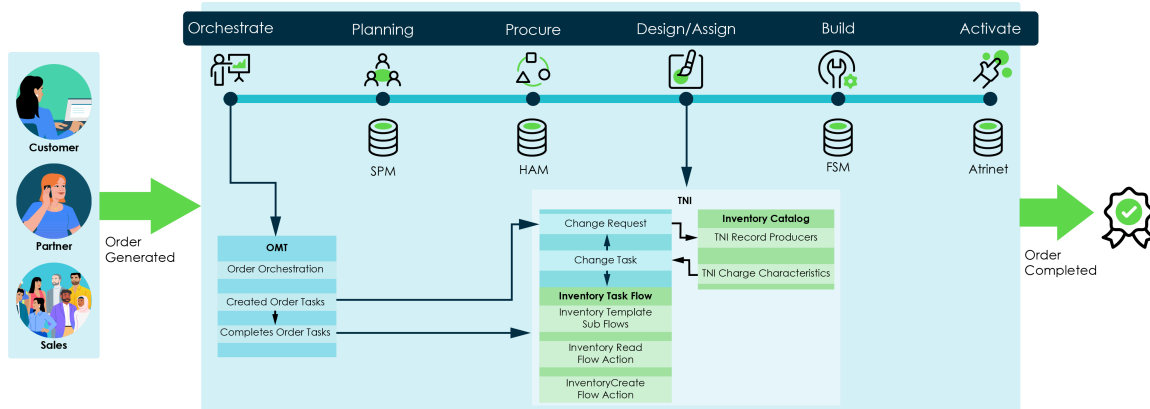 Orchestrate
Planning
Procure
Design/Assign
Build
Activate
Customer
Partner
Sales
Order
Generated
SPM
HAM
FSM
Atrinet
TNI
OMT
Order Orchestration
Created Order Tasks
Completes Order Tasks
Change Request
Change Task
Inventory Task Flow
Inventory Template
Sub Flows
Inventory Read
Flow Action
InventoryCreate
Flow Action
Inventory Catalog
TNI Record Producers
TNI Charge Characteristics
Order
Completed